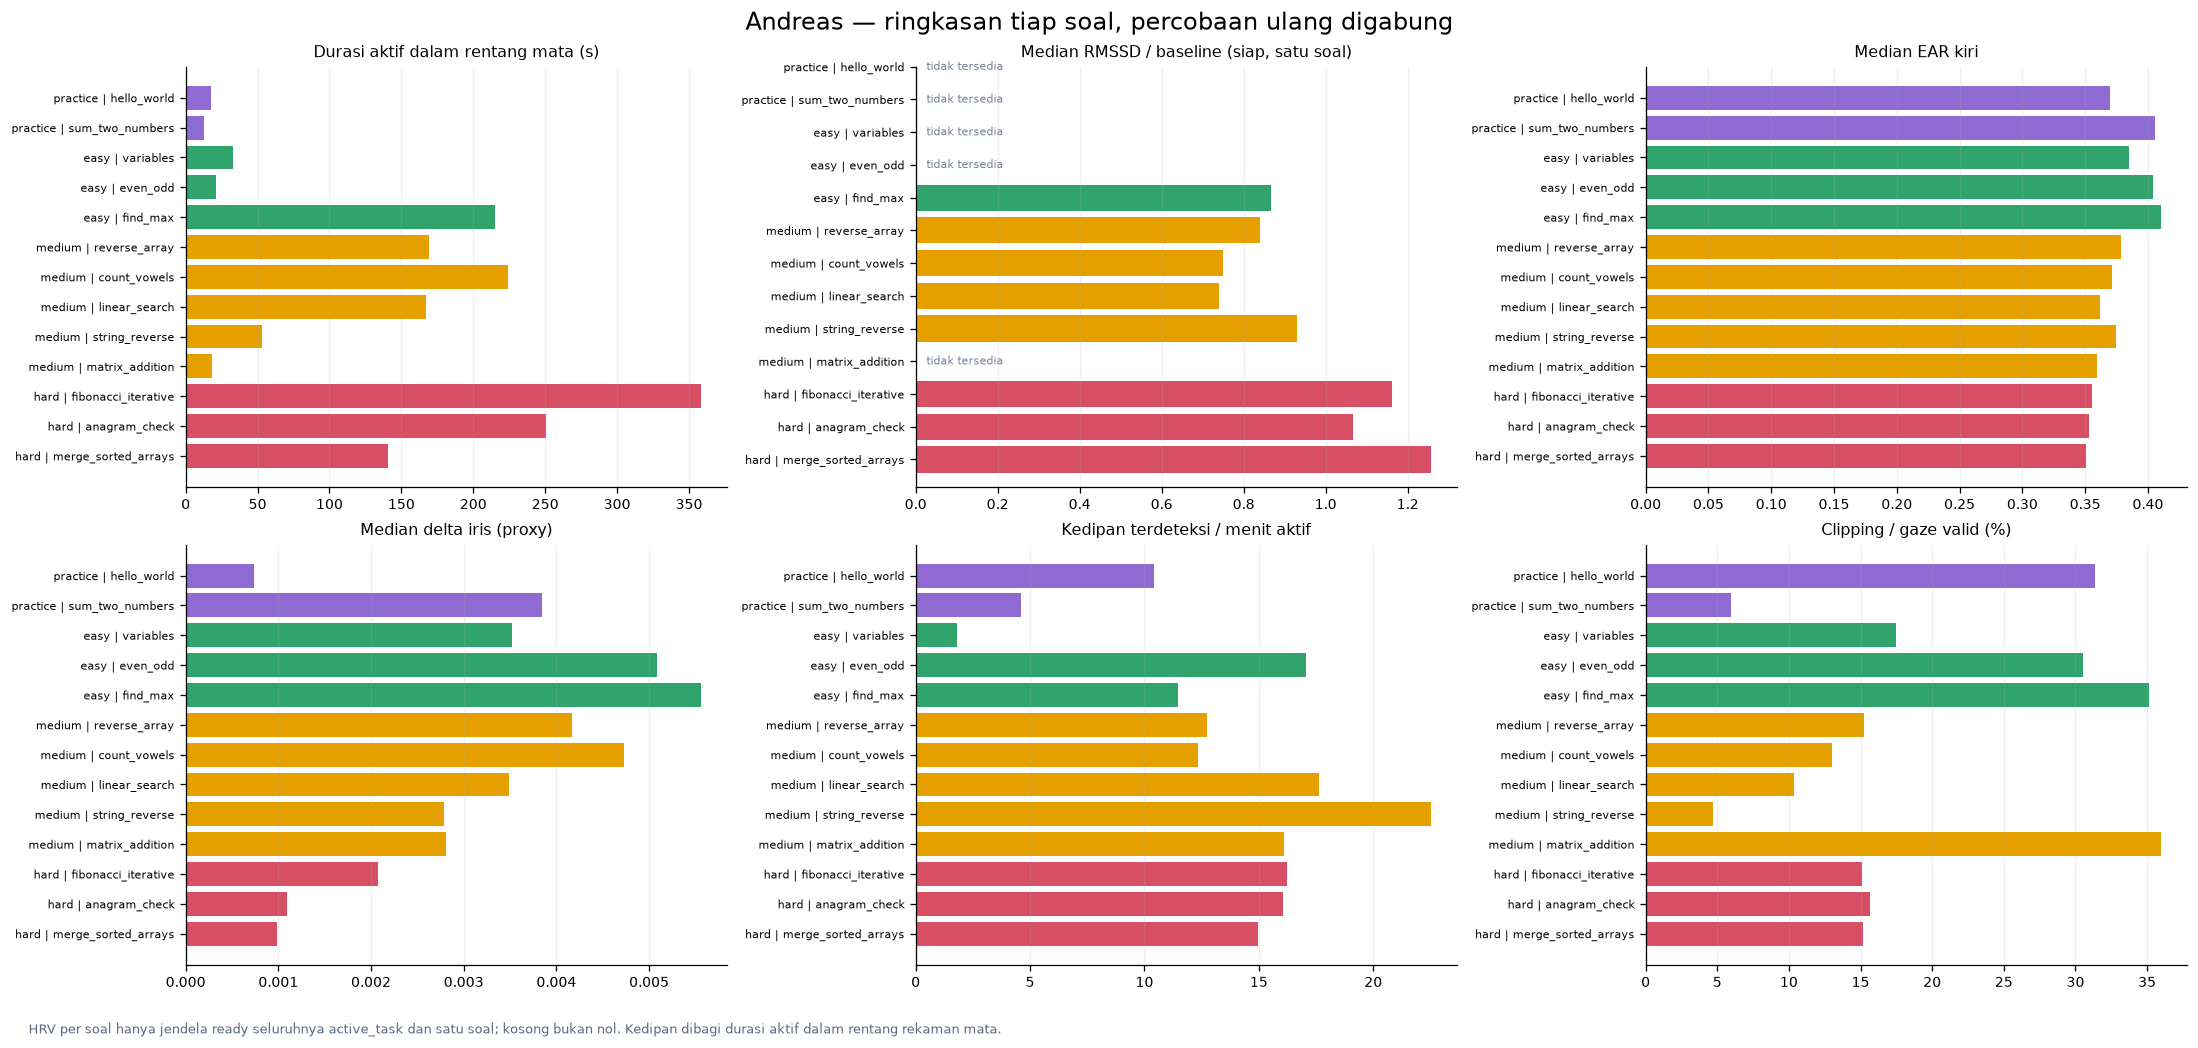 Andreas — ringkasan tiap soal, percobaan ulang digabung
Durasi aktif dalam rentang mata (s)
practice | hello_world
practice | sum_two_numbers
easy | variables
easy | even_odd
easy | find_max
medium | reverse_array
medium | count_vowels
medium | linear_search
medium | string_reverse
medium | matrix_addition
hard | fibonacci_iterative
hard | anagram_check
hard | merge_sorted_arrays
0 50 100 150 200 250 300 350
Median RMSSD / baseline (siap, satu soal)
practice | hello_world tidak tersedia
practice | sum_two_numbers tidak tersedia
easy | variables tidak tersedia
easy | even_odd tidak tersedia
easy | find_max
medium | reverse_array
medium | count_vowels
medium | linear_search
medium | string_reverse
medium | matrix_addition tidak tersedia
hard | fibonacci_iterative
hard | anagram_check
hard | merge_sorted_arrays
0.0 0.2 0.4 0.6 0.8 1.0 1.2
Median EAR kiri
practice | hello_world
practice | sum_two_numbers
easy | variables
easy | even_odd
easy | find_max
medium | reverse_array
medium | count_vowels
medium | linear_search
medium | string_reverse
medium | matrix_addition
hard | fibonacci_iterative
hard | anagram_check
hard | merge_sorted_arrays
0.00 0.05 0.10 0.15 0.20 0.25 0.30 0.35 0.40
Median delta iris (proxy)
practice | hello_world
practice | sum_two_numbers
easy | variables
easy | even_odd
easy | find_max
medium | reverse_array
medium | count_vowels
medium | linear_search
medium | string_reverse
medium | matrix_addition
hard | fibonacci_iterative
hard | anagram_check
hard | merge_sorted_arrays
0.000 0.001 0.002 0.003 0.004 0.005
Kedipan terdeteksi / menit aktif
practice | hello_world
practice | sum_two_numbers
easy | variables
easy | even_odd
easy | find_max
medium | reverse_array
medium | count_vowels
medium | linear_search
medium | string_reverse
medium | matrix_addition
hard | fibonacci_iterative
hard | anagram_check
hard | merge_sorted_arrays
0 5 10 15 20
Clipping / gaze valid (%)
practice | hello_world
practice | sum_two_numbers
easy | variables
easy | even_odd
easy | find_max
medium | reverse_array
medium | count_vowels
medium | linear_search
medium | string_reverse
medium | matrix_addition
hard | fibonacci_iterative
hard | anagram_check
hard | merge_sorted_arrays
0 5 10 15 20 25 30 35
HRV per soal hanya jendela ready seluruhnya active_task dan satu soal; kosong bukan nol. Kedipan dibagi durasi aktif dalam rentang rekaman mata.